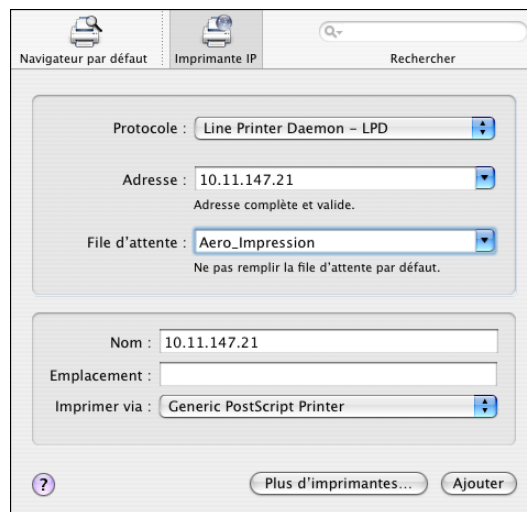 Navigateur par défaut Imprimante IP Rechercher
Protocole : Line Printer Daemon – LPD
Adresse : 10.11.147.21
Adresse complète et valide.
File d'attente : Aero_Impression
Ne pas remplir la file d'attente par défaut.
Nom : 10.11.147.21
Emplacement :
Imprimer via : Generic PostScript Printer
? Plus d'imprimantes... Ajouter